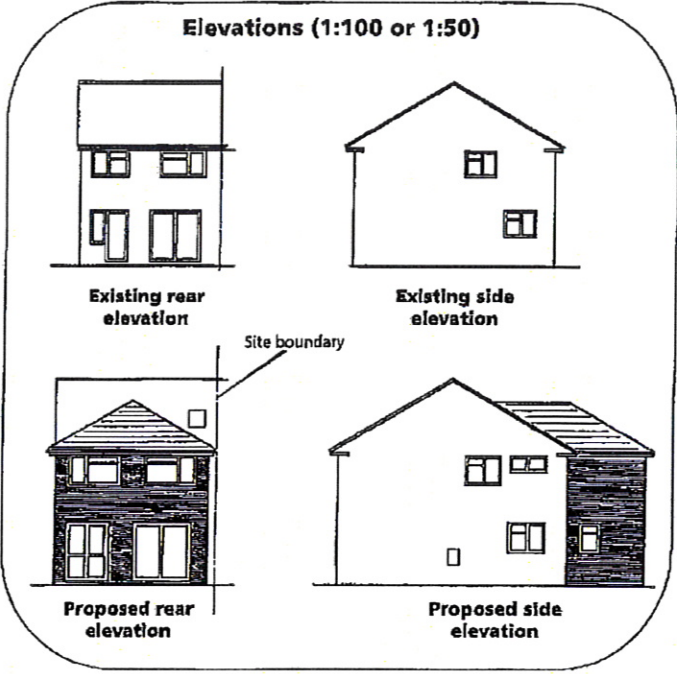 Elevations (1:100 or 1:50)
Existing rear
elevation
Existing side
elevation
Site boundary
Proposed rear
elevation
Proposed side
elevation